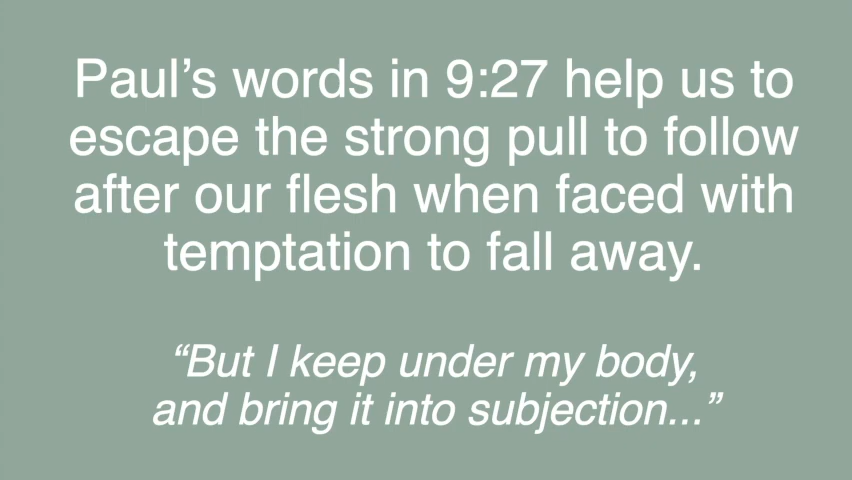 Paul’s words in 9:27 help us to
escape the strong pull to follow
after our flesh when faced with
temptation to fall away.
“But I keep under my body,
and bring it into subjection...”